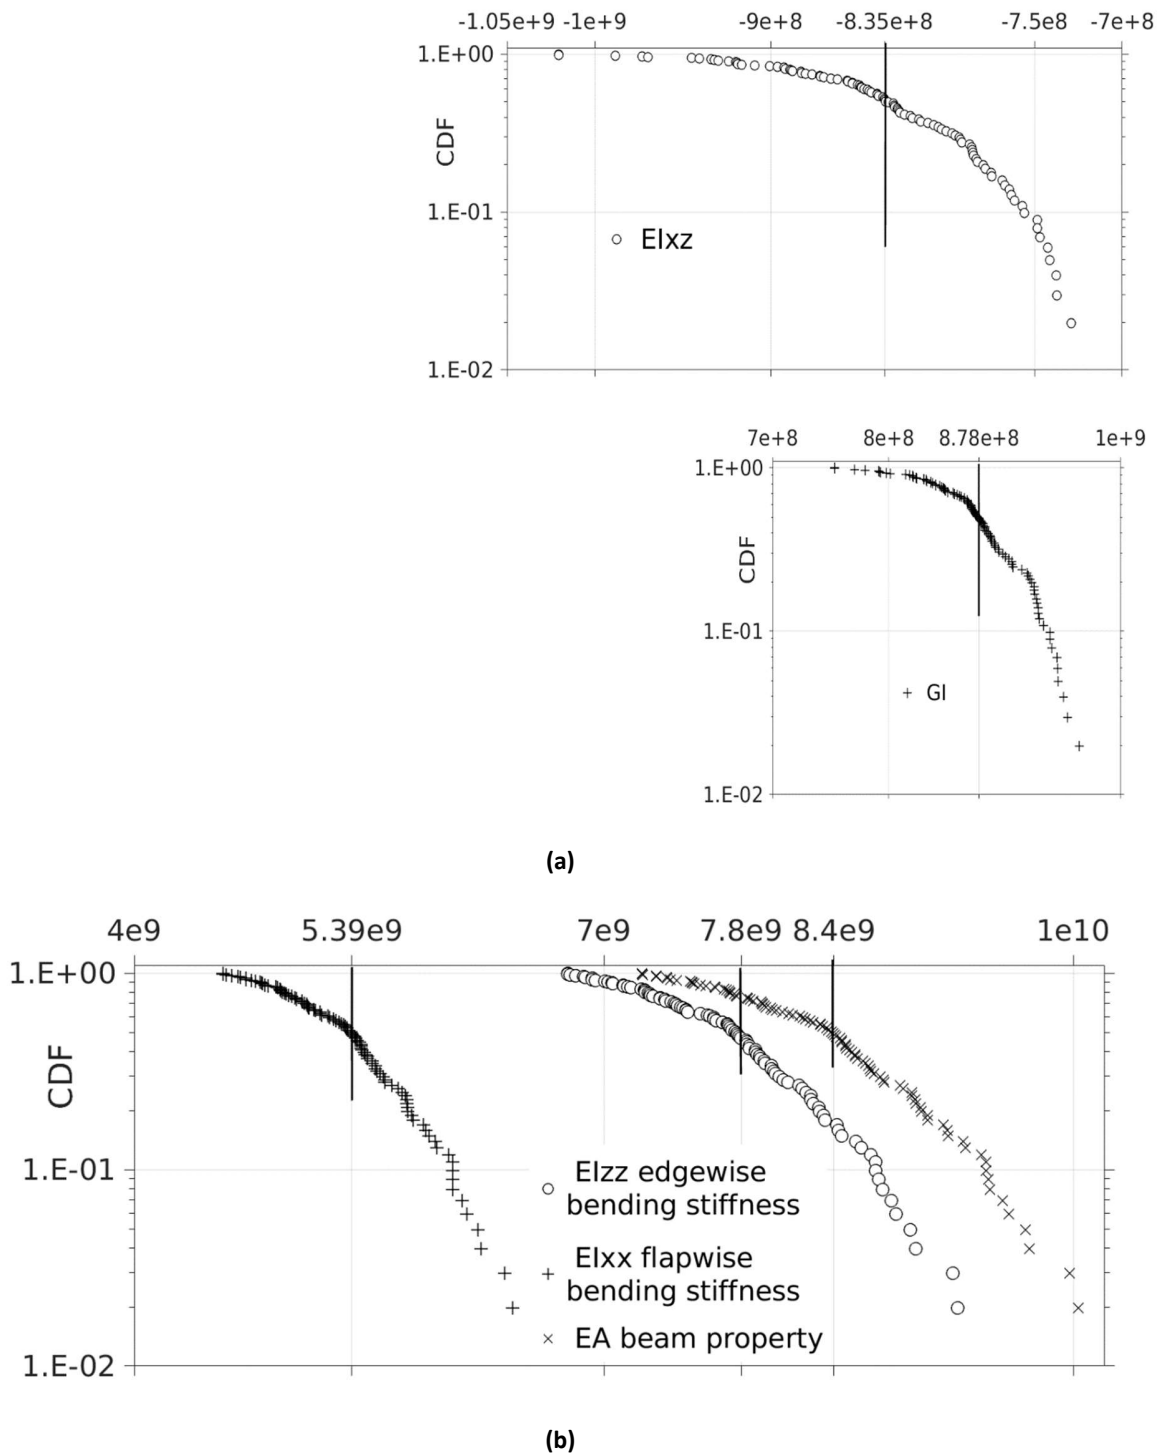 -1.05e+9 -1e+9 -9e+8 -8.35e+8 -7.5e+8 -7e+8
1.E+00
CDF
1.E-01
EIxz
1.E-02
7e+8 8e+8 8.78e+8 1e+9
1.E+00
CDF
1.E-01
GI
1.E-02
(a)
4e9 5.39e9 7e9 7.8e9 8.4e9 1e10
1.E+00
CDF
1.E-01
EIzz edgewise
bending stiffness
EIxx flapwise
bending stiffness
EA beam property
1.E-02
(b)